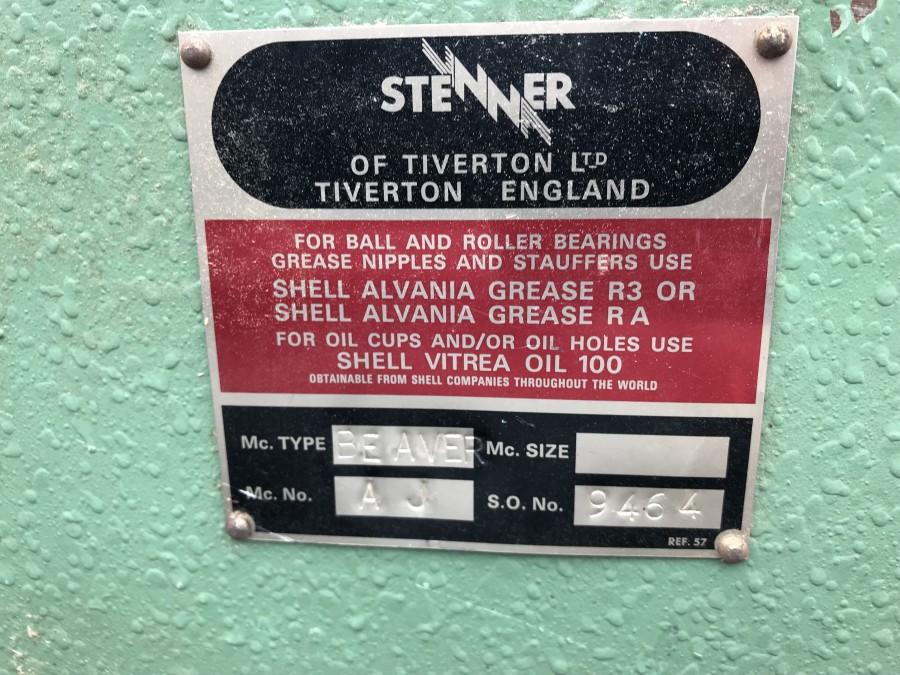 STENNER
OF TIVERTON LTD
TIVERTON ENGLAND
FOR BALL AND ROLLER BEARINGS
GREASE NIPPLES AND STAUFFERS USE
SHELL ALVANIA GREASE R3 OR
SHELL ALVANIA GREASE RA
FOR OIL CUPS AND/OR OIL HOLES USE
SHELL VITREA OIL 100
OBTAINABLE FROM SHELL COMPANIES THROUGHOUT THE WORLD
Mc. TYPE BEAVER Mc. SIZE
Mc. No. A J S.O. No. 9464
REF. 57